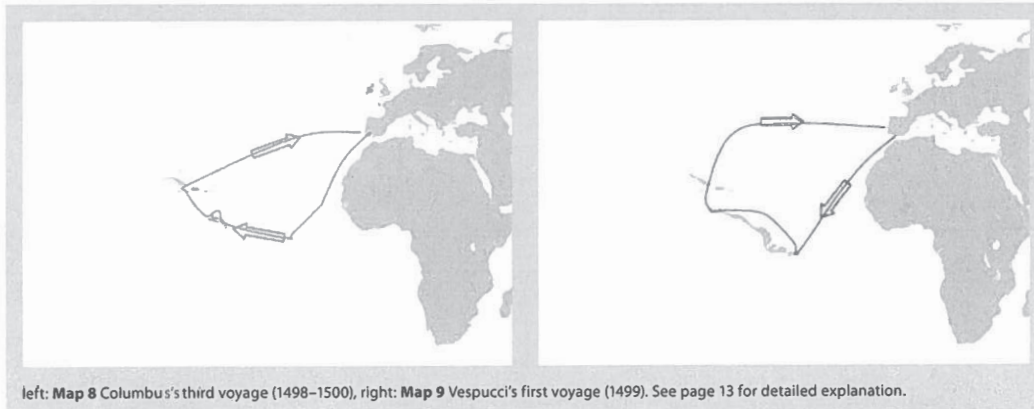 left: Map 8 Columbus's third voyage (1498–1500), right: Map 9 Vespucci's first voyage (1499). See page 13 for detailed explanation.